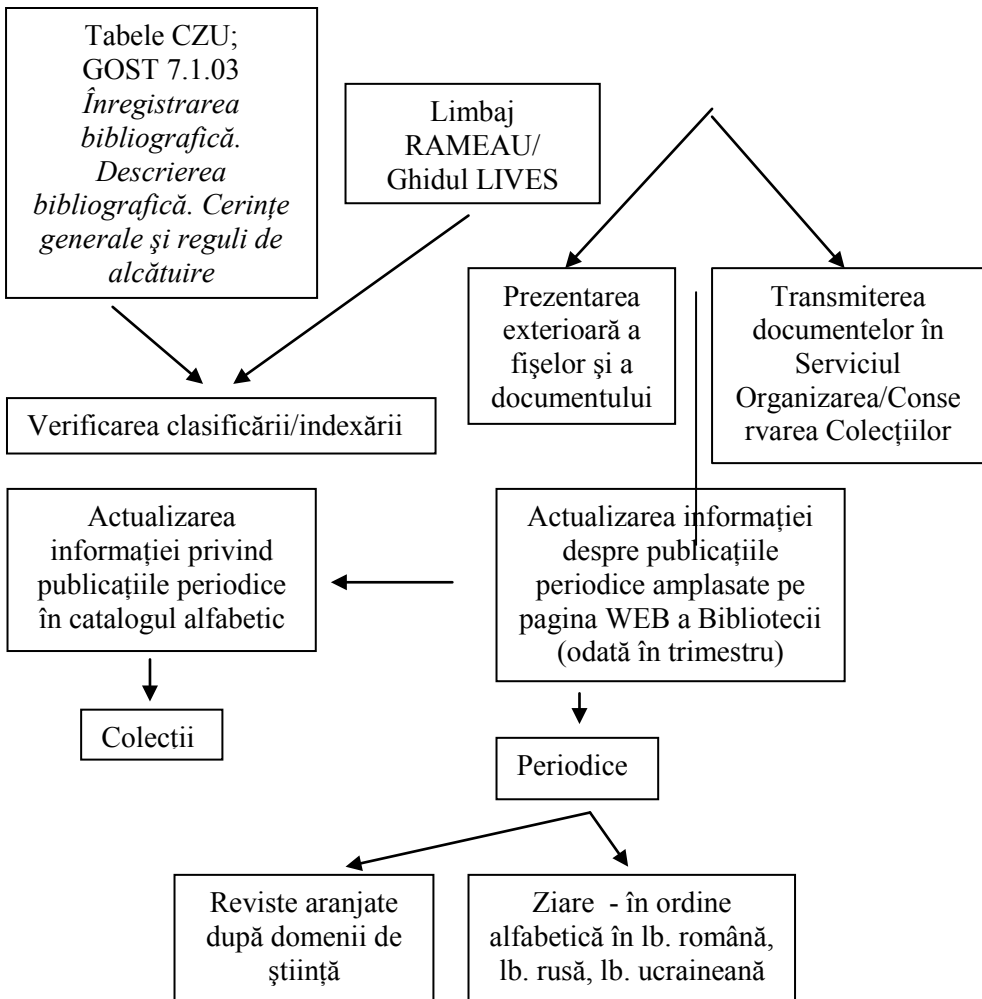 Tabele CZU;
GOST 7.1.03
Înregistrarea
bibliografică.
Descrierea
bibliografică. Cerințe
generale şi reguli de
alcătuire
Limbaj
RAMEAU/
Ghidul LIVES
Prezentarea
exterioară a
fişelor şi a
documentului
Transmiterea
documentelor în
Serviciul
Organizarea/Conse
rvarea Colecțiilor
Verificarea clasificării/indexării
Actualizarea
informației privind
publicațiile periodice
în catalogul alfabetic
Actualizarea informației
despre publicațiile
periodice amplasate pe
pagina WEB a Bibliotecii
(odată în trimestru)
Colecții
Periodice
Reviste aranjate
după domenii de
ştiință
Ziare - în ordine
alfabetică în lb. română,
lb. rusă, lb. ucraineană